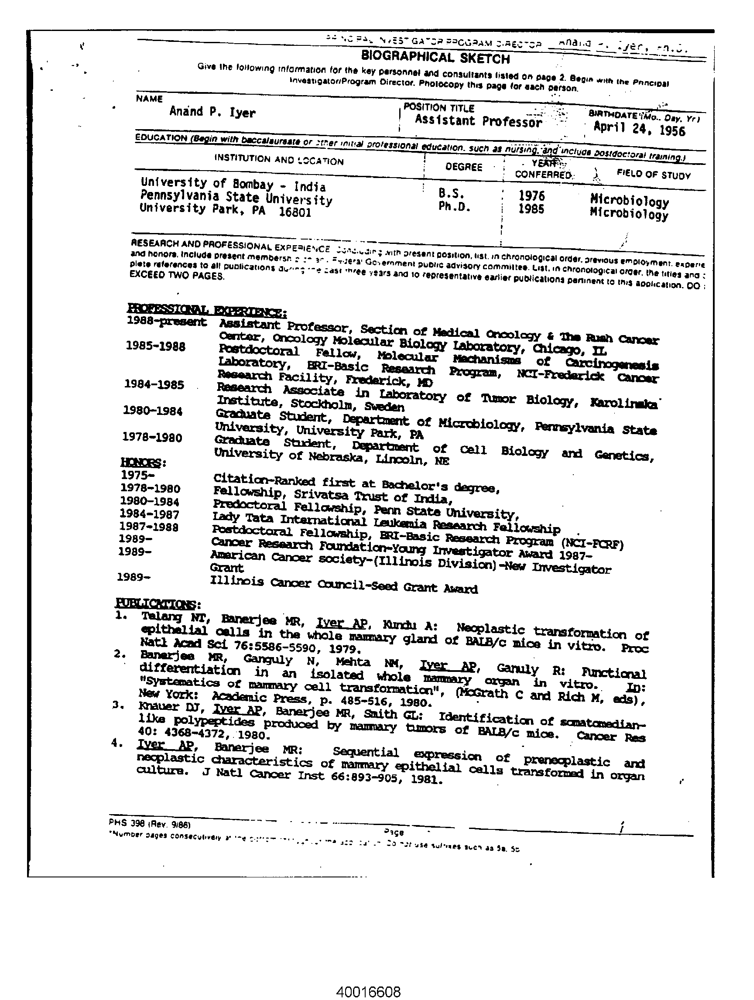 PRINCIPAL INVESTIGATOR/PROGRAM DIRECTOR Anand P. Iyer, Ph.D.
BIOGRAPHICAL SKETCH
Give the following information for the key personnel and consultants listed on page 2. Begin with the Principal
Investigator/Program Director. Photocopy this page for each person.
NAME
Anand P. Iyer
POSITION TITLE
Assistant Professor
BIRTHDATE (Mo., Day, Yr)
April 24, 1956
EDUCATION (Begin with baccalaureate or other initial professional education, such as nursing, and include postdoctoral training.)
INSTITUTION AND LOCATION DEGREE YEAR CONFERRED FIELD OF STUDY
University of Bombay - India B.S. 1976 Microbiology
Pennsylvania State University Ph.D. 1985 Microbiology
University Park, PA 16801
RESEARCH AND PROFESSIONAL EXPERIENCE: Concluding with present position, list, in chronological order, previous employment, experie
and honors. Include present membership on any Federal Government public advisory committee. List, in chronological order, the titles and
plete references to all publications during the past three years and to representative earlier publications pertinent to this application. DO
EXCEED TWO PAGES.
PROFESSIONAL EXPERIENCE:
1988-present Assistant Professor, Section of Medical Oncology & The Rush Cancer
Center, Oncology Molecular Biology Laboratory, Chicago, IL
1985-1988 Postdoctoral Fellow, Molecular Mechanisms of Carcinogenesis
Laboratory, BRI-Basic Research Program, NCI-Frederick Cancer
Research Facility, Frederick, MD
1984-1985 Research Associate in Laboratory of Tumor Biology, Karolinska
Institute, Stockholm, Sweden
1980-1984 Graduate Student, Department of Microbiology, Pennsylvania State
University, University Park, PA
1978-1980 Graduate Student, Department of Cell Biology and Genetics,
University of Nebraska, Lincoln, NE
HONORS:
1975- Citation-Ranked first at Bachelor's degree,
1978-1980 Fellowship, Srivatsa Trust of India,
1980-1984 Predoctoral Fellowship, Penn State University,
1984-1987 Lady Tata International Leukemia Research Fellowship
1987-1988 Postdoctoral Fellowship, BRI-Basic Research Program (NCI-FCRF)
1989- Cancer Research Foundation-Young Investigator Award 1987-
1989- American Cancer society-(Illinois Division)-New Investigator
Grant
1989- Illinois Cancer Council-Seed Grant Award
PUBLICATIONS:
1. Telang NT, Banerjee MR, Iyer AP, Kundu A: Neoplastic transformation of
epithelial cells in the whole mammary gland of BALB/c mice in vitro. Proc
Natl Acad Sci 76:5586-5590, 1979.
2. Banerjee MR, Ganguly N, Mehta NM, Iyer AP, Ganuly R: Functional
differentiation in an isolated whole mammary organ in vitro. In:
"Systematics of mammary cell transformation", (McGrath C and Rich M, eds),
New York: Academic Press, p. 485-516, 1980.
3. Knauer DJ, Iyer AP, Banerjee MR, Smith GL: Identification of somatomedian-
like polypeptides produced by mammary tumors of BALB/c mice. Cancer Res
40: 4368-4372, 1980.
4. Iyer AP, Banerjee MR: Sequential expression of preneoplastic and
neoplastic characteristics of mammary epithelial cells transformed in organ
culture. J Natl Cancer Inst 66:893-905, 1981.
PHS 398 (Rev. 9/86) Page
*Number pages consecutively at the bottom the application. Do not use suffixes such as 5a, 5b
40016608